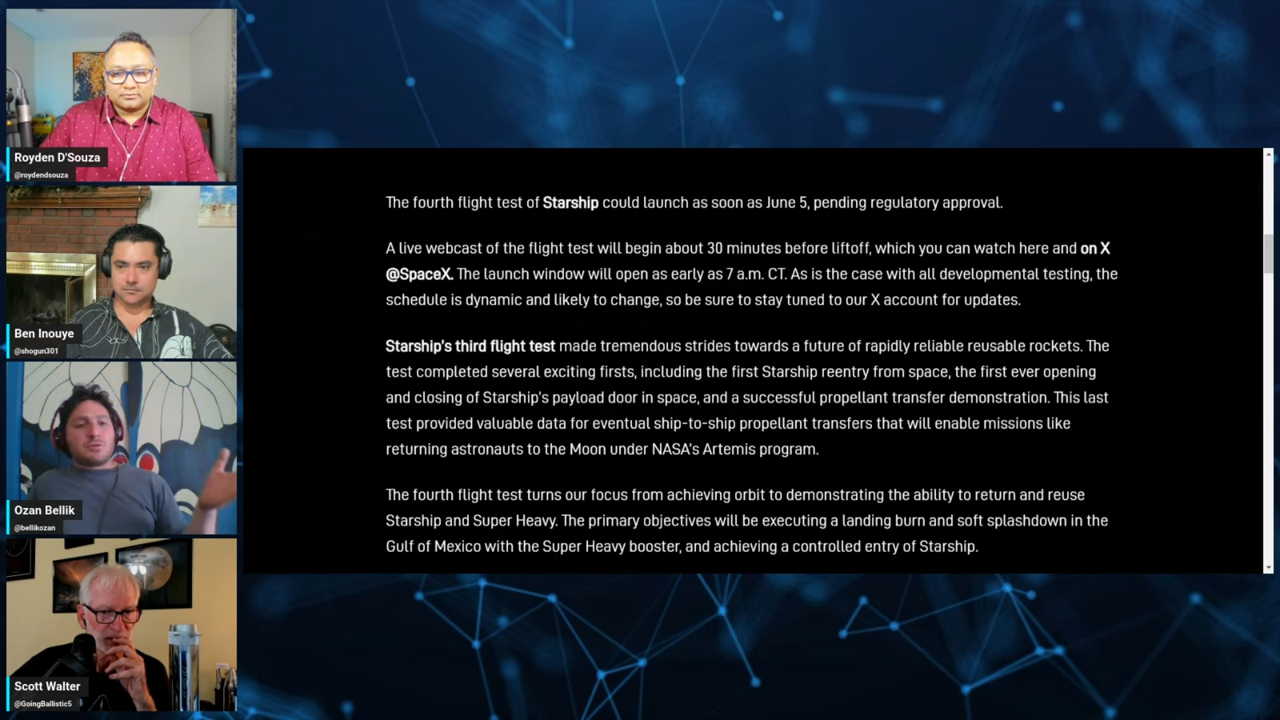 Royden D'Souza
@roydendsouza
Ben Inouye
@shogun301
Ozan Bellik
@bellikozan
Scott Walter
@GoingBallistic5
The fourth flight test of Starship could launch as soon as June 5, pending regulatory approval.
A live webcast of the flight test will begin about 30 minutes before liftoff, which you can watch here and on X
@SpaceX. The launch window will open as early as 7 a.m. CT. As is the case with all developmental testing, the
schedule is dynamic and likely to change, so be sure to stay tuned to our X account for updates.
Starship's third flight test made tremendous strides towards a future of rapidly reliable reusable rockets. The
test completed several exciting firsts, including the first Starship reentry from space, the first ever opening
and closing of Starship's payload door in space, and a successful propellant transfer demonstration. This last
test provided valuable data for eventual ship-to-ship propellant transfers that will enable missions like
returning astronauts to the Moon under NASA's Artemis program.
The fourth flight test turns our focus from achieving orbit to demonstrating the ability to return and reuse
Starship and Super Heavy. The primary objectives will be executing a landing burn and soft splashdown in the
Gulf of Mexico with the Super Heavy booster, and achieving a controlled entry of Starship.